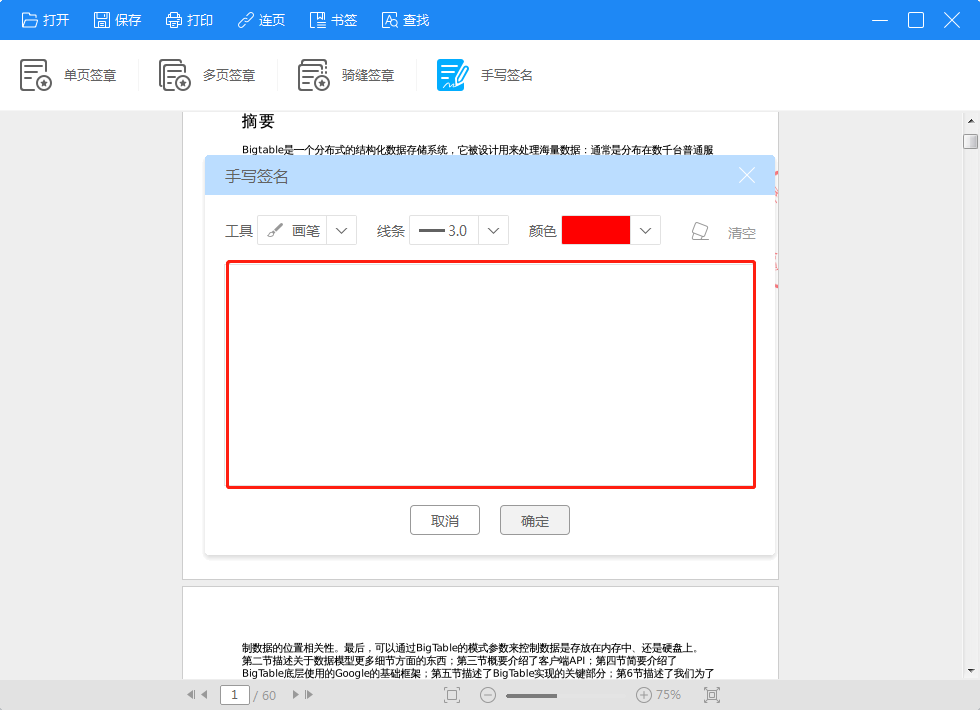 打开 保存 打印 连页 书签 查找
单页签章 多页签章 骑缝签章 手写签名
摘要
Bigtable是一个分布式的结构化数据存储系统，它被设计用来处理海量数据：通常是分布在数千台普通服
手写签名
工具 画笔 线条 3.0 颜色 清空
取消 确定
制数据的位置相关性。最后，可以通过BigTable的模式参数来控制数据是存放在内存中、还是硬盘上。
第二节描述关于数据模型更多细节方面的东西；第三节概要介绍了客户端API；第四节简要介绍了
BigTable底层使用的Google的基础框架；第五节描述了BigTable实现的关键部分；第6节描述了我们为了
1 / 60 75%